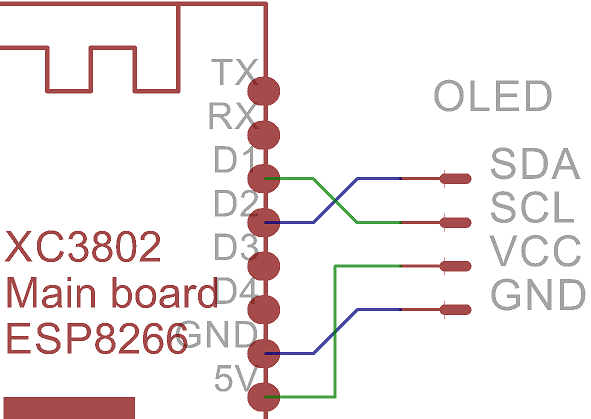 TX
RX
D1
D2
D3
D4
GND
5V
XC3802
Main board
ESP8266
OLED
SDA
SCL
VCC
GND